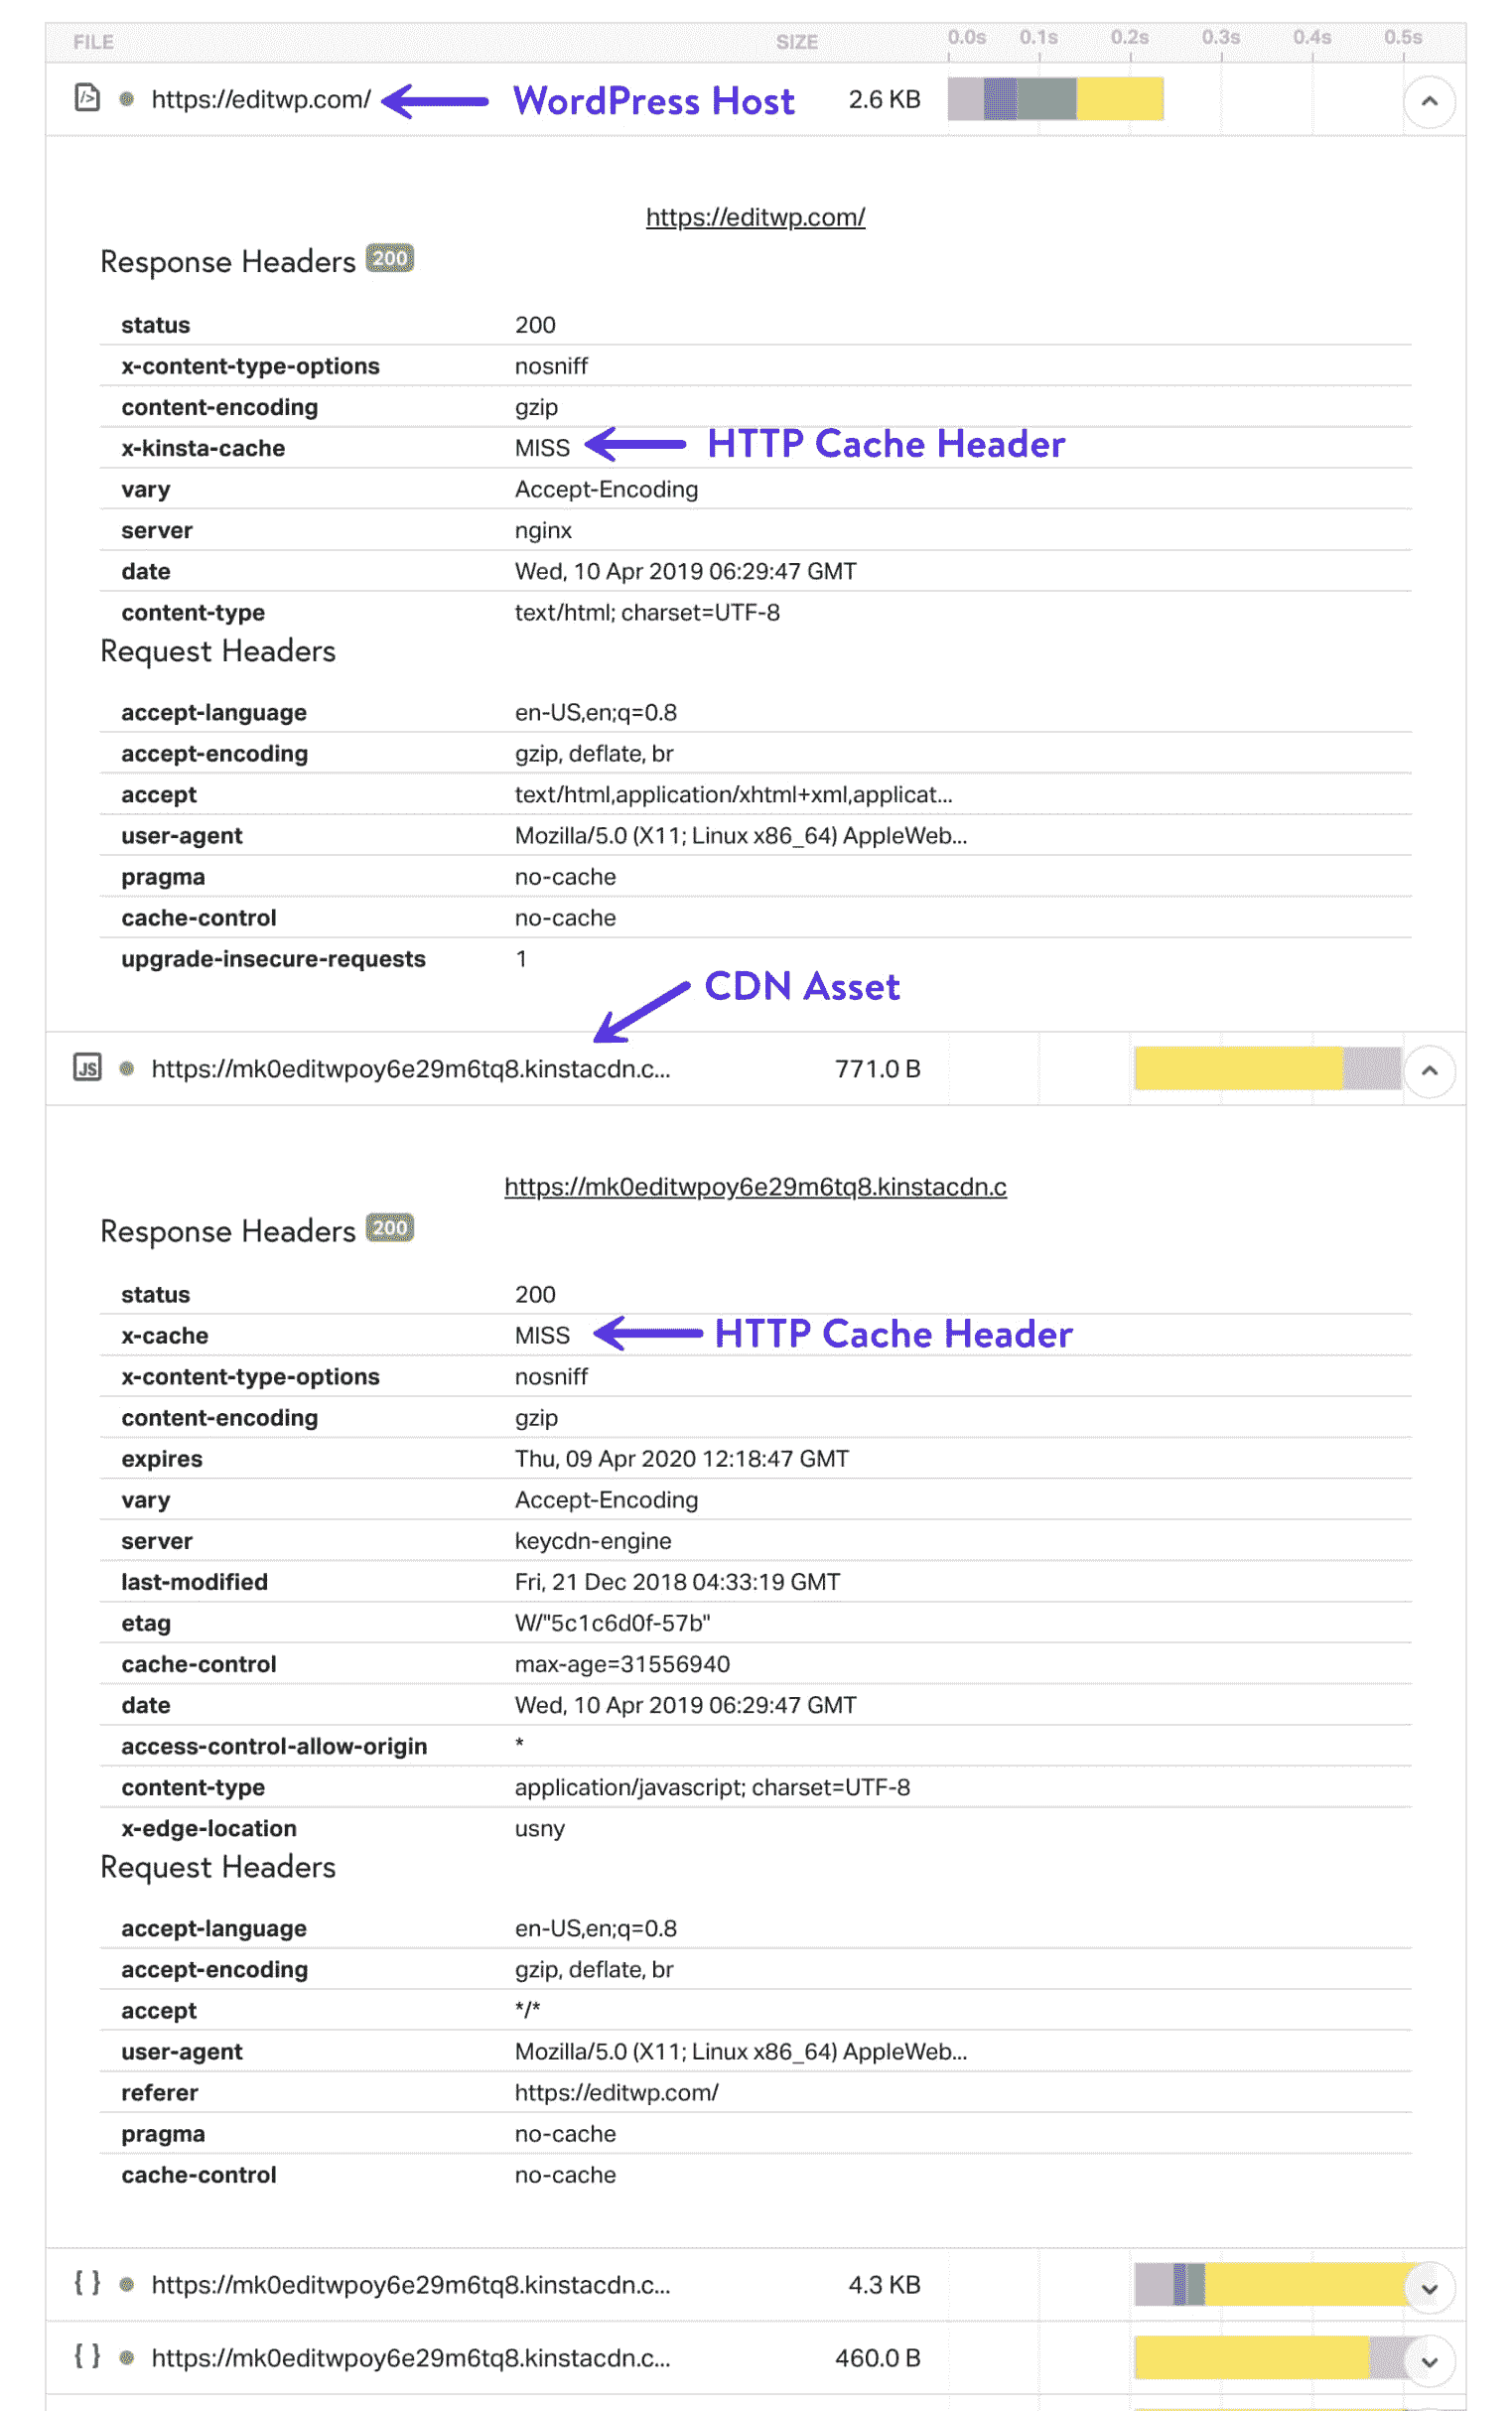 FILE SIZE 0.0s 0.1s 0.2s 0.3s 0.4s 0.5s
https://editwp.com/ WordPress Host 2.6 KB
https://editwp.com/
Response Headers 200
status 200
x-content-type-options nosniff
content-encoding gzip
x-kinsta-cache MISS HTTP Cache Header
vary Accept-Encoding
server nginx
date Wed, 10 Apr 2019 06:29:47 GMT
content-type text/html; charset=UTF-8
Request Headers
accept-language en-US,en;q=0.8
accept-encoding gzip, deflate, br
accept text/html,application/xhtml+xml,applicat...
user-agent Mozilla/5.0 (X11; Linux x86_64) AppleWeb...
pragma no-cache
cache-control no-cache
upgrade-insecure-requests 1
CDN Asset
JS https://mk0editwpoy6e29m6tq8.kinstacdn.c... 771.0 B
https://mk0editwpoy6e29m6tq8.kinstacdn.c
Response Headers 200
status 200
x-cache MISS HTTP Cache Header
x-content-type-options nosniff
content-encoding gzip
expires Thu, 09 Apr 2020 12:18:47 GMT
vary Accept-Encoding
server keycdn-engine
last-modified Fri, 21 Dec 2018 04:33:19 GMT
etag W/"5c1c6d0f-57b"
cache-control max-age=31556940
date Wed, 10 Apr 2019 06:29:47 GMT
access-control-allow-origin *
content-type application/javascript; charset=UTF-8
x-edge-location usny
Request Headers
accept-language en-US,en;q=0.8
accept-encoding gzip, deflate, br
accept */*
user-agent Mozilla/5.0 (X11; Linux x86_64) AppleWeb...
referer https://editwp.com/
pragma no-cache
cache-control no-cache
{ } https://mk0editwpoy6e29m6tq8.kinstacdn.c... 4.3 KB
{ } https://mk0editwpoy6e29m6tq8.kinstacdn.c... 460.0 B